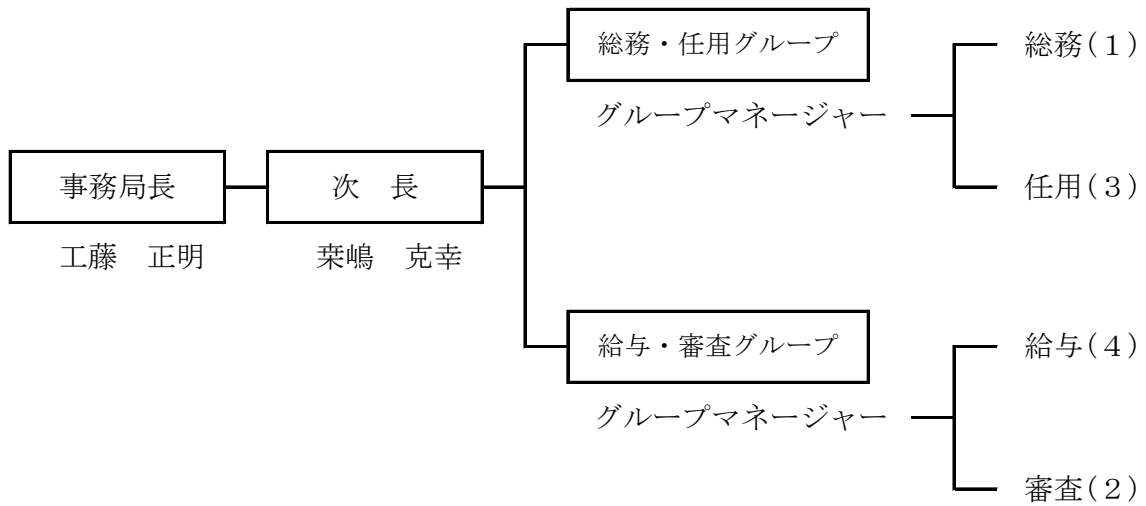 総務・任用グループ
総務(1)
グループマネージャー
事務局長
次 長
任用(3)
工藤 正明
桒嶋 克幸
給与・審査グループ
給与(4)
グループマネージャー
審査(2)